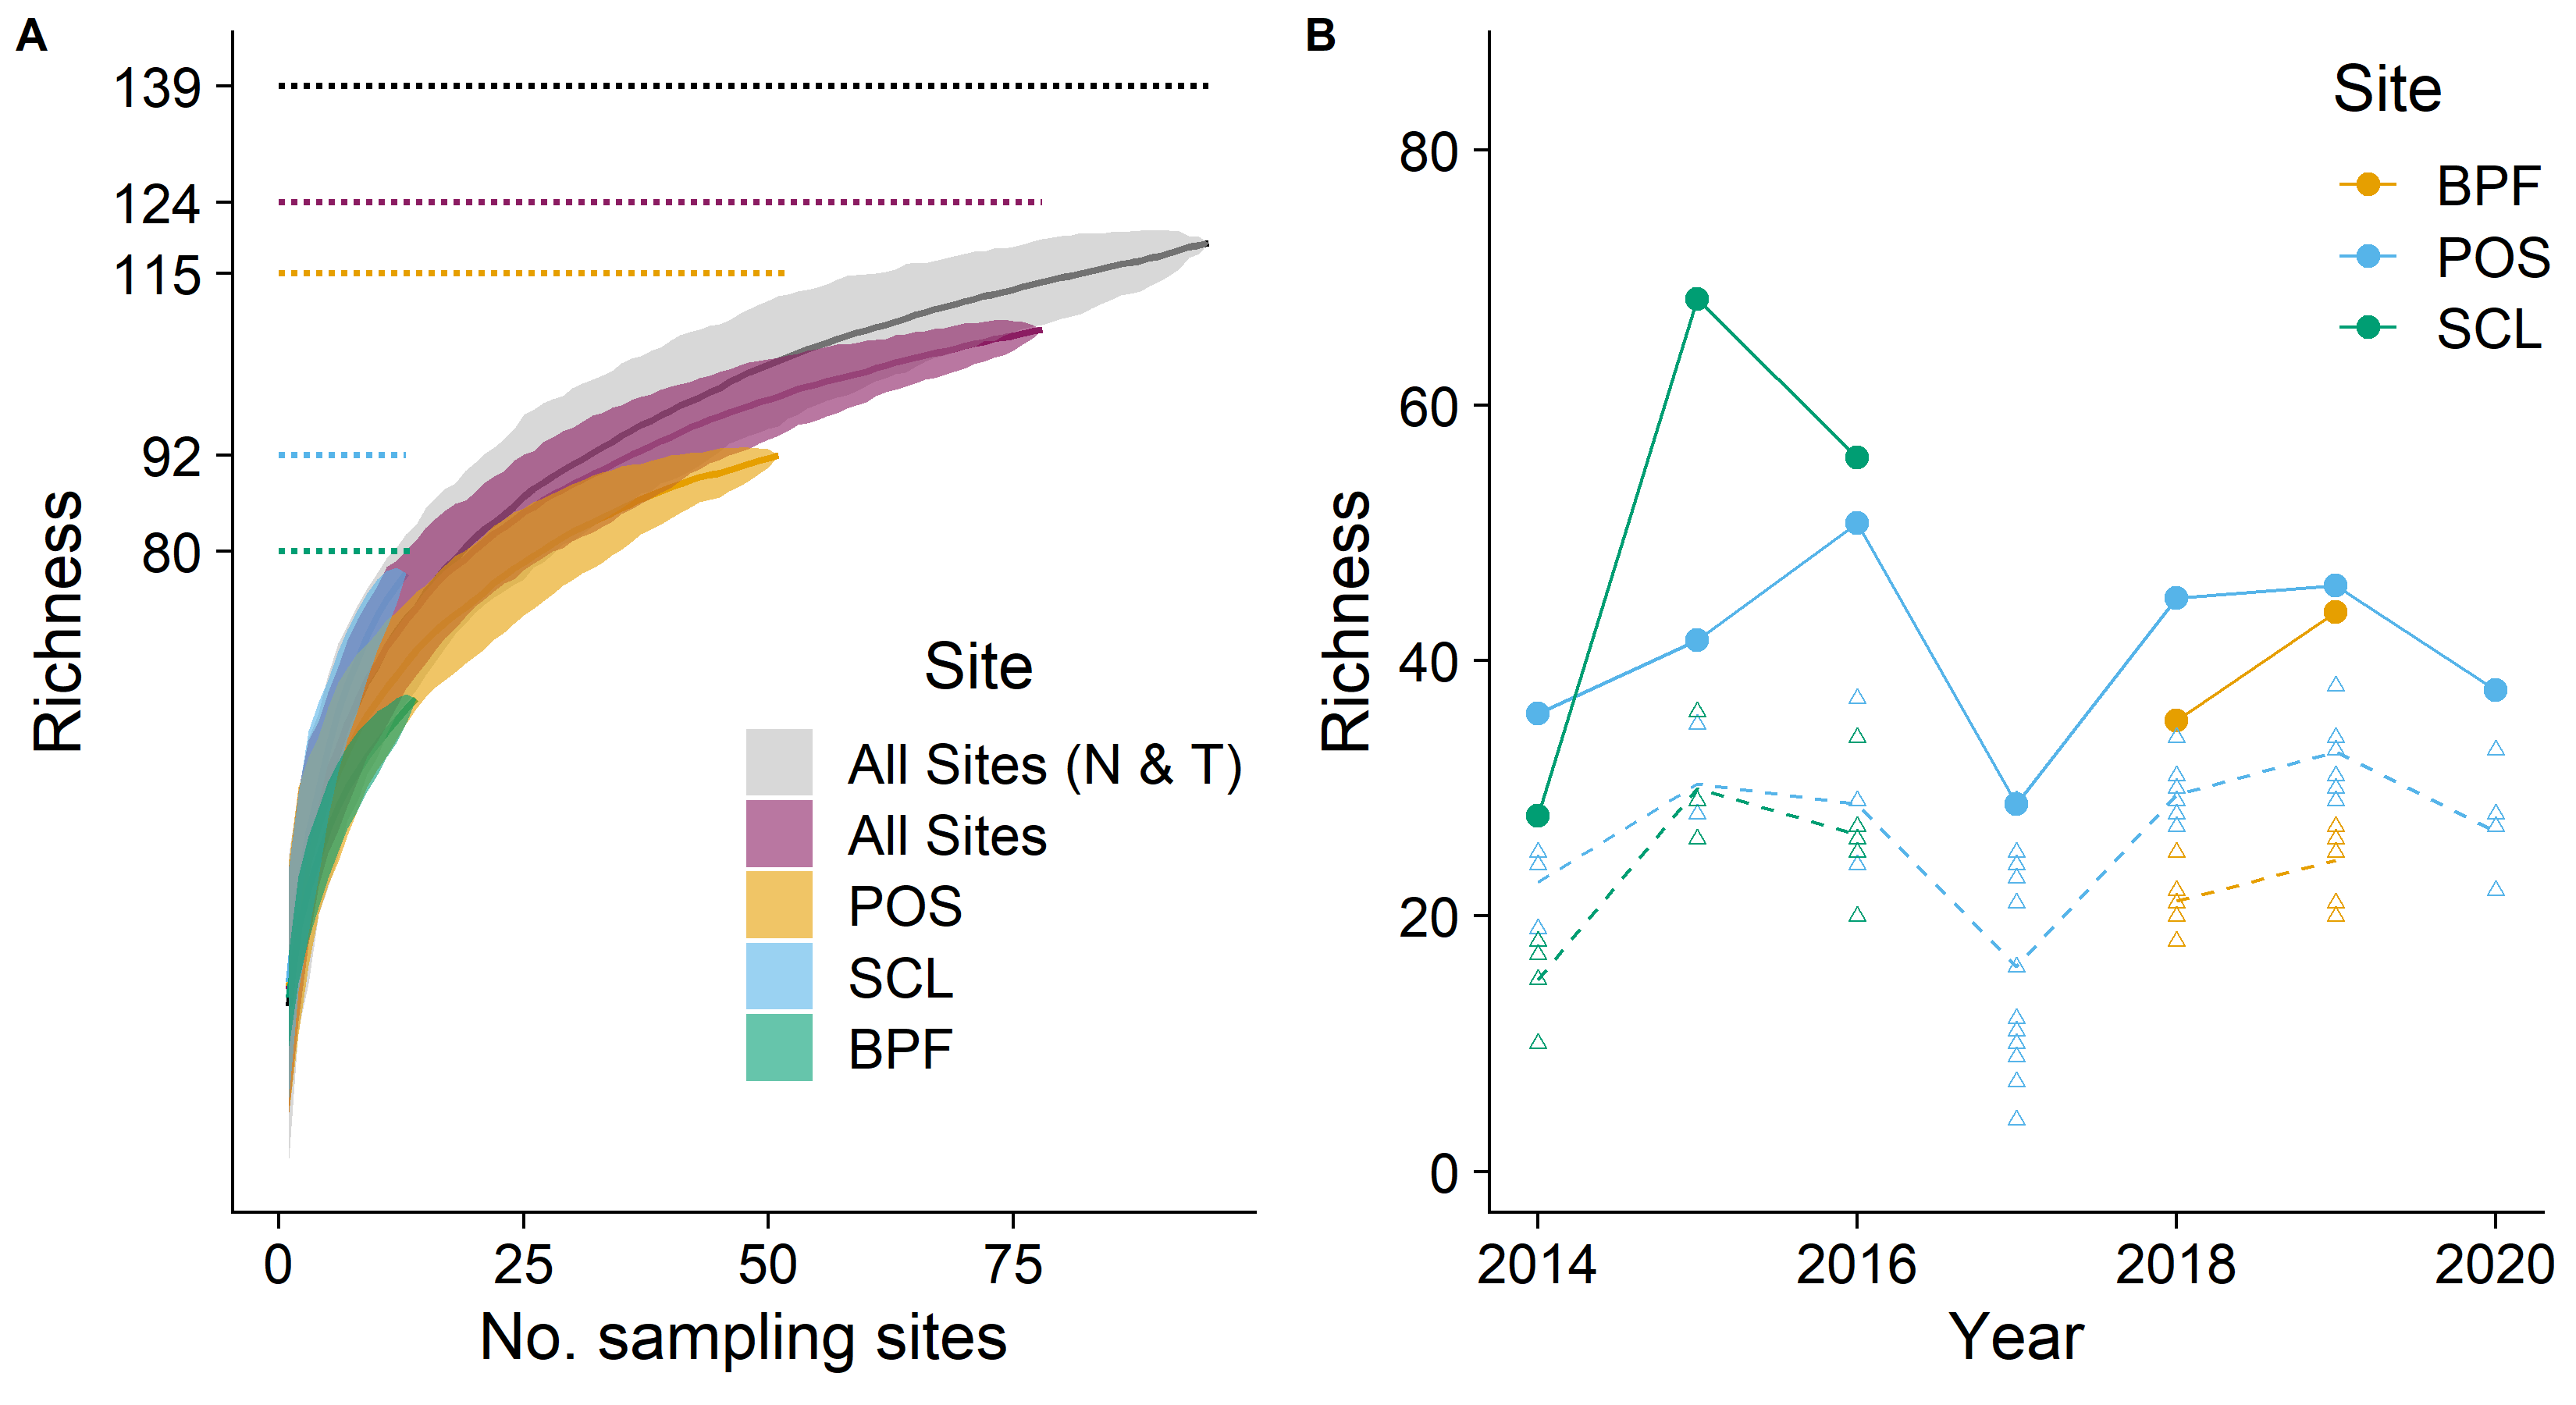 A
139
124
115
92
80
Richness
0
25
50
75
No. sampling sites
Site
All Sites (N & T)
All Sites
POS
SCL
BPF
B
80
60
40
20
0
Richness
2014
2016
2018
2020
Year
Site
BPF
POS
SCL